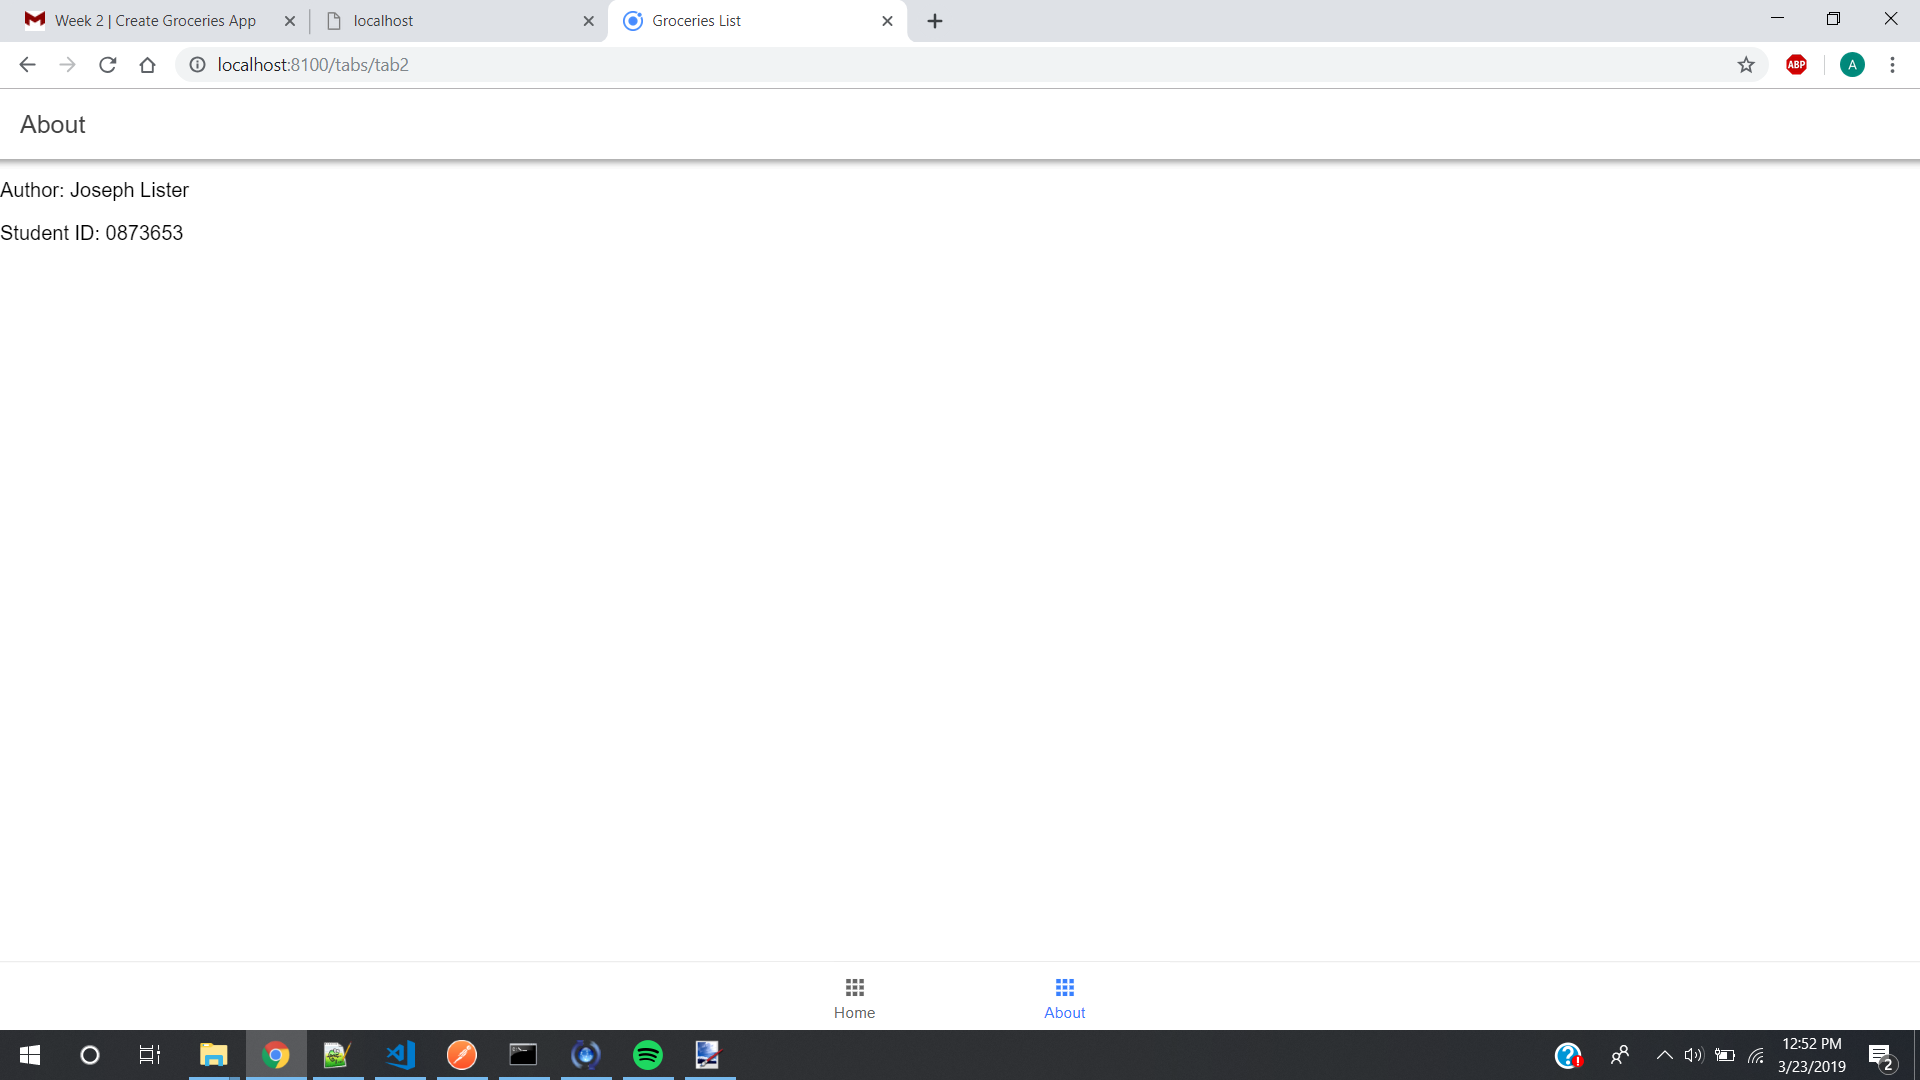 Week 2 | Create Groceries App
localhost
Groceries List
localhost:8100/tabs/tab2
ABP
A
About
Author: Joseph Lister
Student ID: 0873653
Home
About
12:52 PM
3/23/2019
2